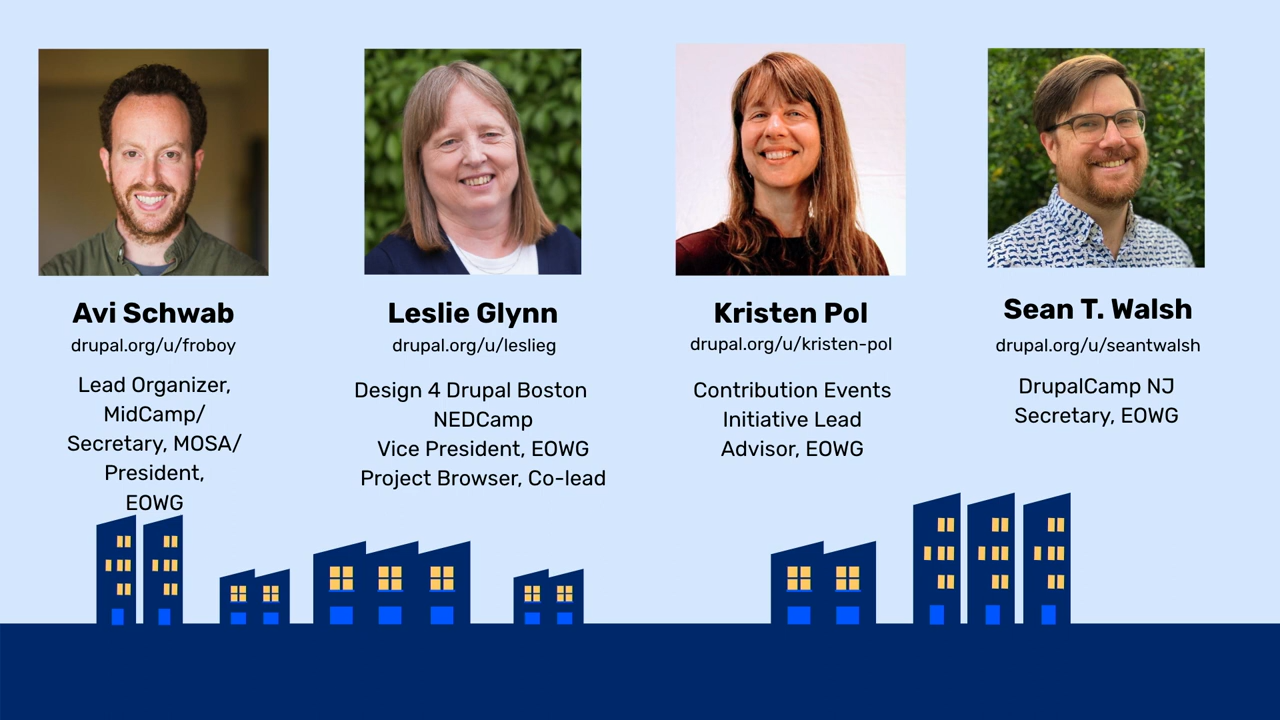 Avi Schwab
drupal.org/u/froboy
Lead Organizer,
MidCamp/
Secretary, MOSA/
President,
EOWG
Leslie Glynn
drupal.org/u/leslieg
Design 4 Drupal Boston
NEDCamp
Vice President, EOWG
Project Browser, Co-lead
Kristen Pol
drupal.org/u/kristen-pol
Contribution Events
Initiative Lead
Advisor, EOWG
Sean T. Walsh
drupal.org/u/seantwalsh
DrupalCamp NJ
Secretary, EOWG